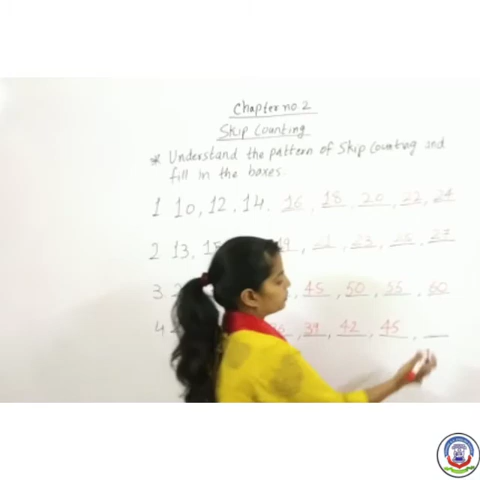 Chapter no 2
Skip Counting
* Understand the pattern of Skip Counting and
fill in the boxes.
1 10, 12, 14, 16, 18, 20, 22, 24
2 13, 27
3 45, 50, 55, 60
4 39, 42, 45, __